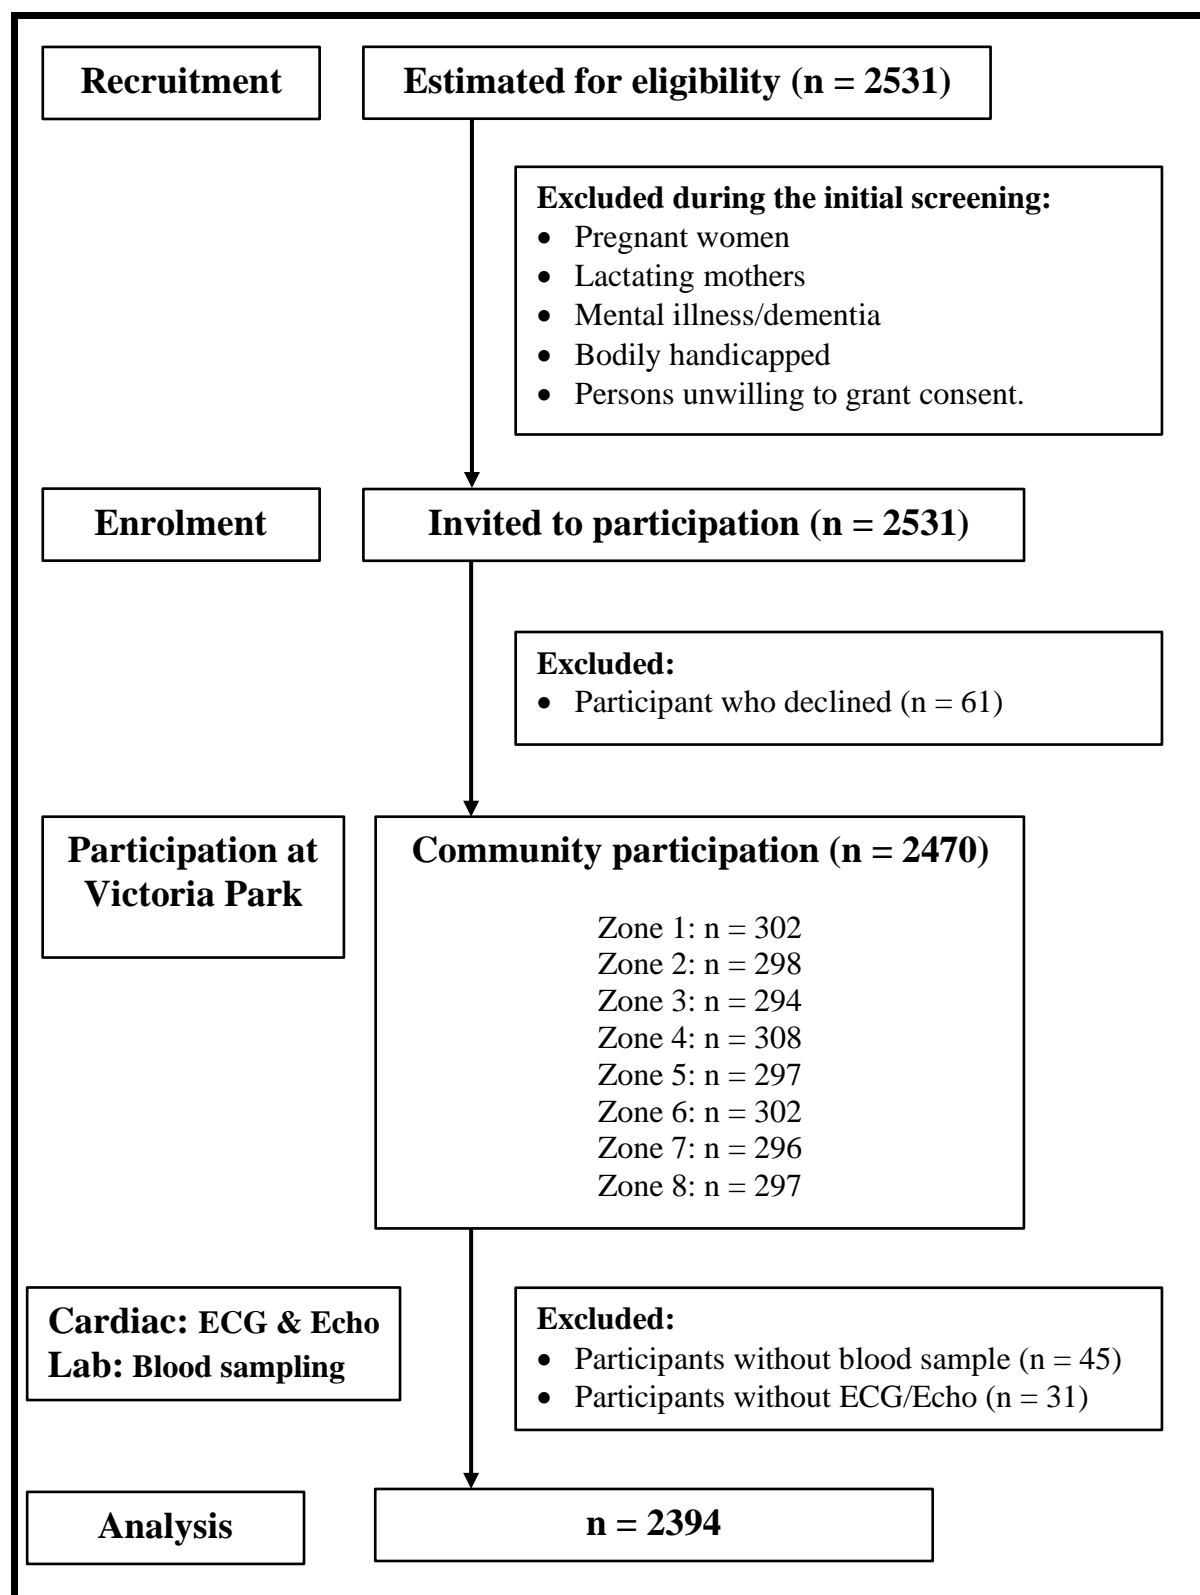 Recruitment
Estimated for eligibility (n = 2531)
Excluded during the initial screening:
• Pregnant women
• Lactating mothers
• Mental illness/dementia
• Bodily handicapped
• Persons unwilling to grant consent.
Enrolment
Invited to participation (n = 2531)
Excluded:
• Participant who declined (n = 61)
Participation at
Victoria Park
Community participation (n = 2470)
Zone 1: n = 302
Zone 2: n = 298
Zone 3: n = 294
Zone 4: n = 308
Zone 5: n = 297
Zone 6: n = 302
Zone 7: n = 296
Zone 8: n = 297
Cardiac: ECG & Echo
Lab: Blood sampling
Excluded:
• Participants without blood sample (n = 45)
• Participants without ECG/Echo (n = 31)
Analysis
n = 2394